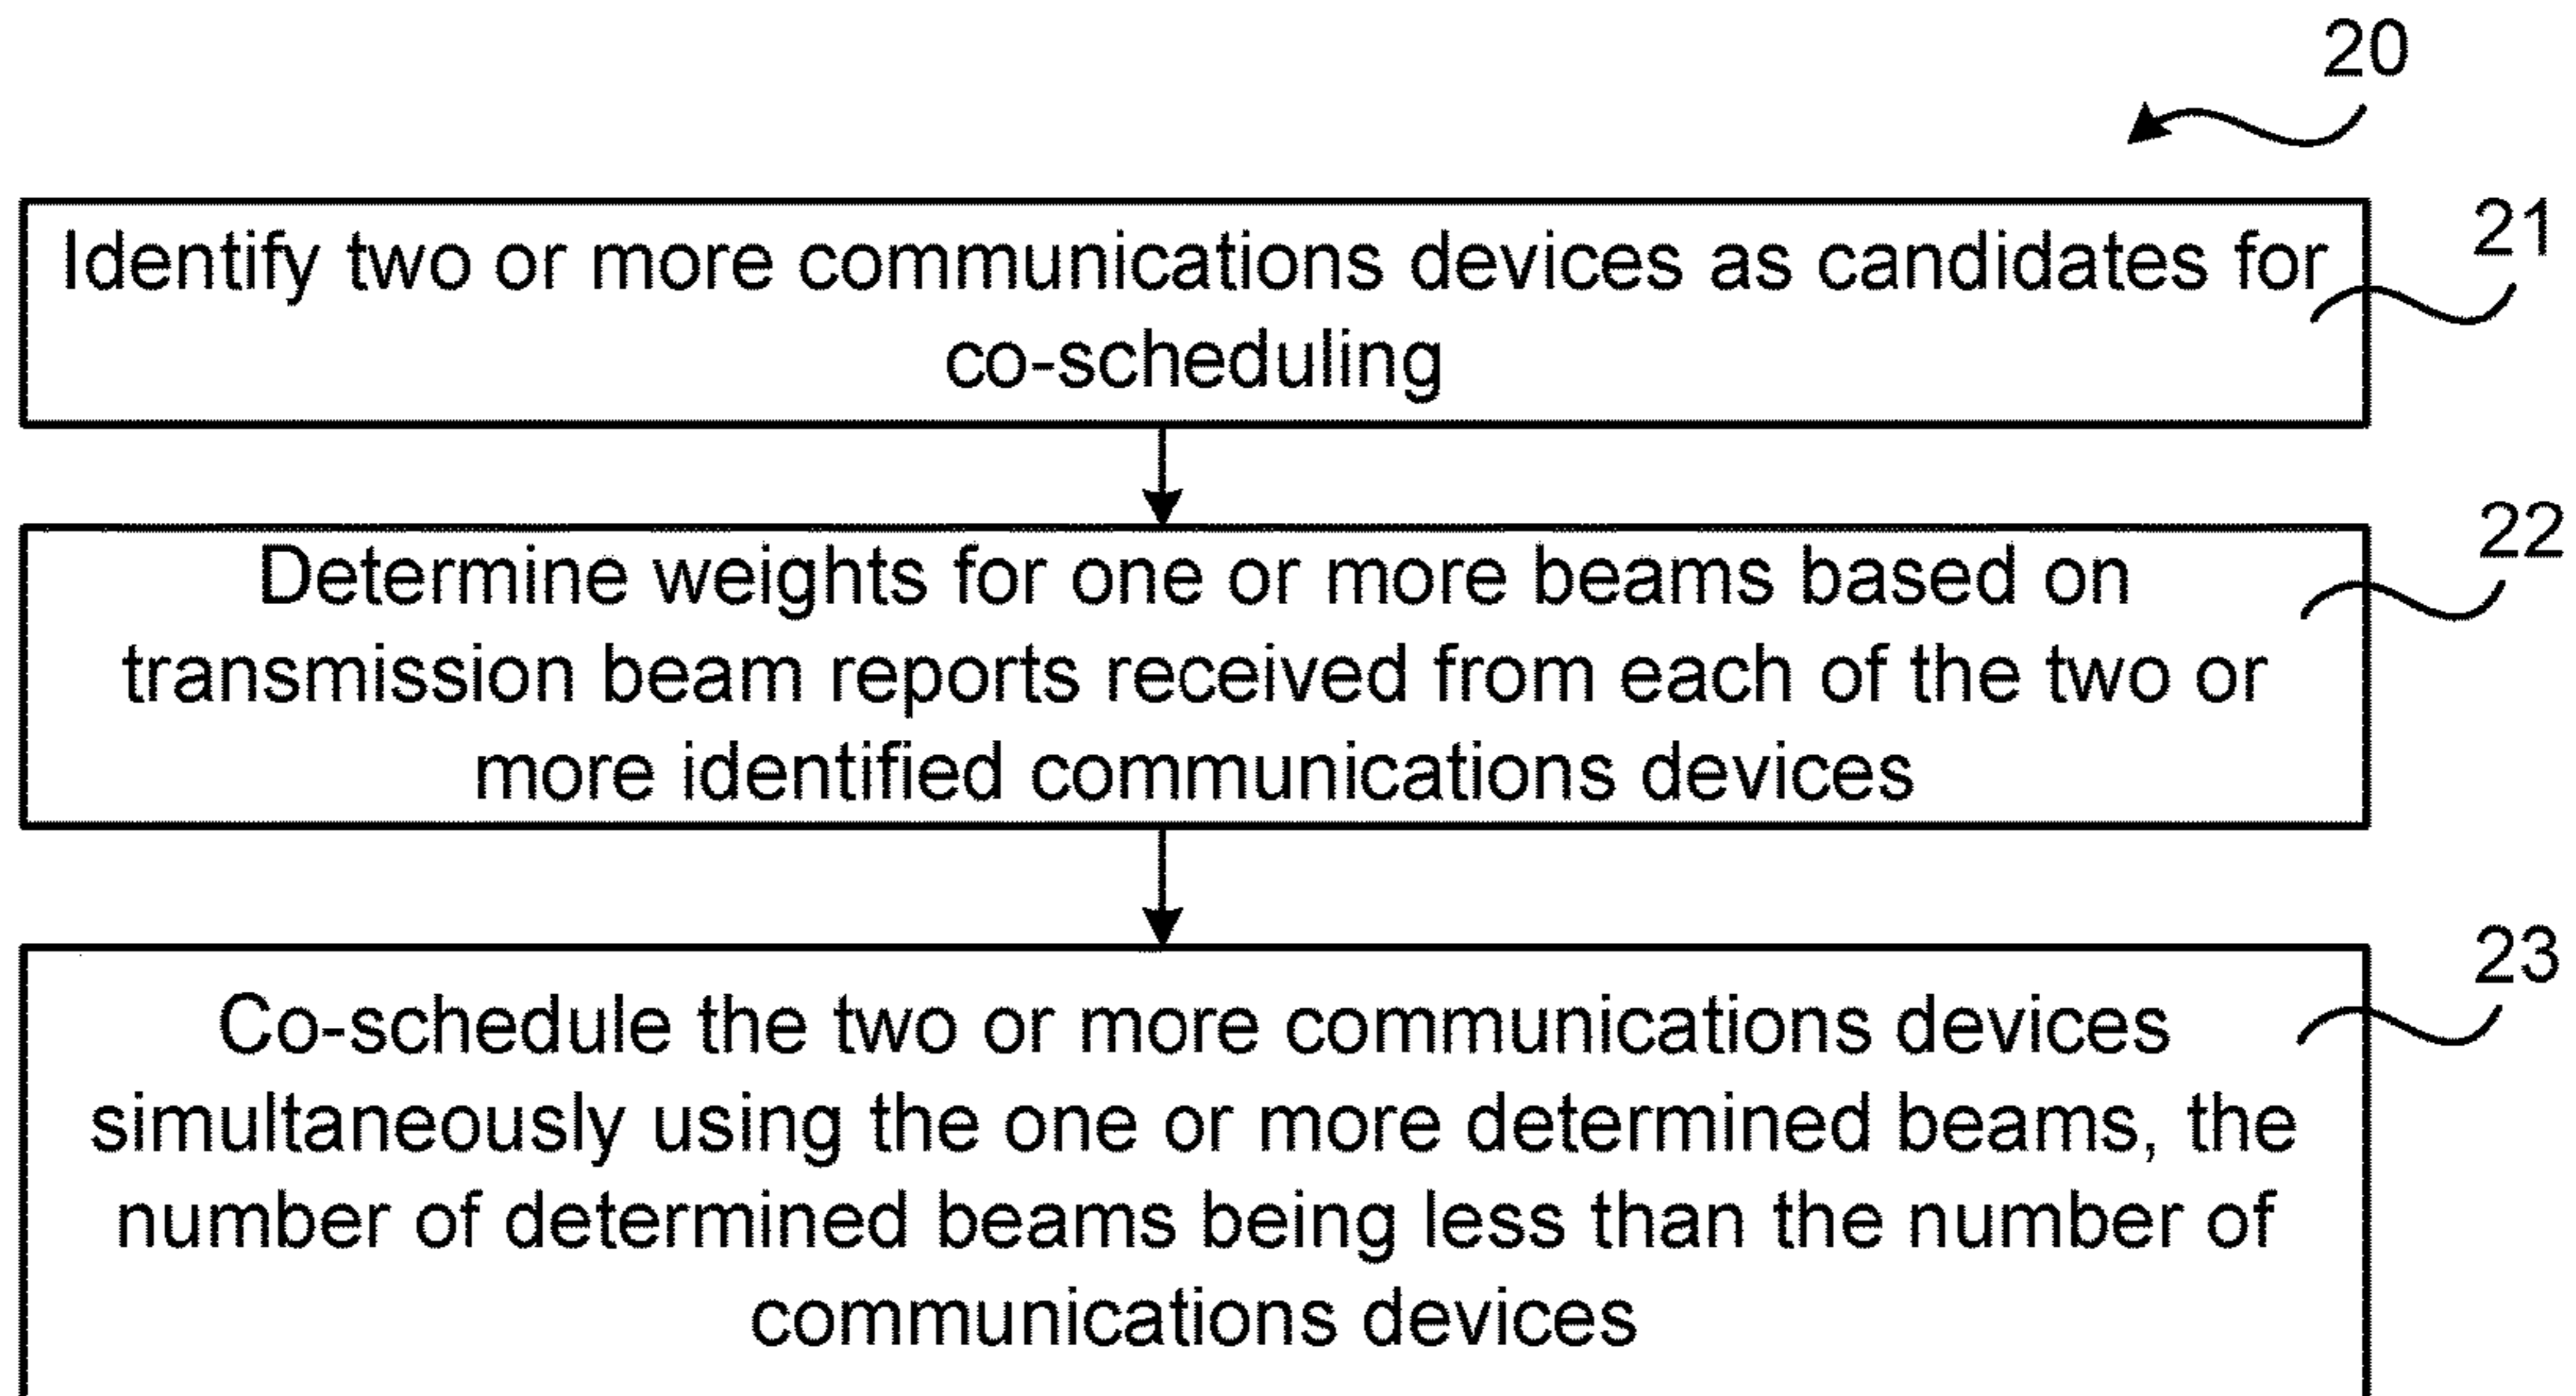 20
21
Identify two or more communications devices as candidates for
co-scheduling
22
Determine weights for one or more beams based on
transmission beam reports received from each of the two or
more identified communications devices
23
Co-schedule the two or more communications devices
simultaneously using the one or more determined beams, the
number of determined beams being less than the number of
communications devices